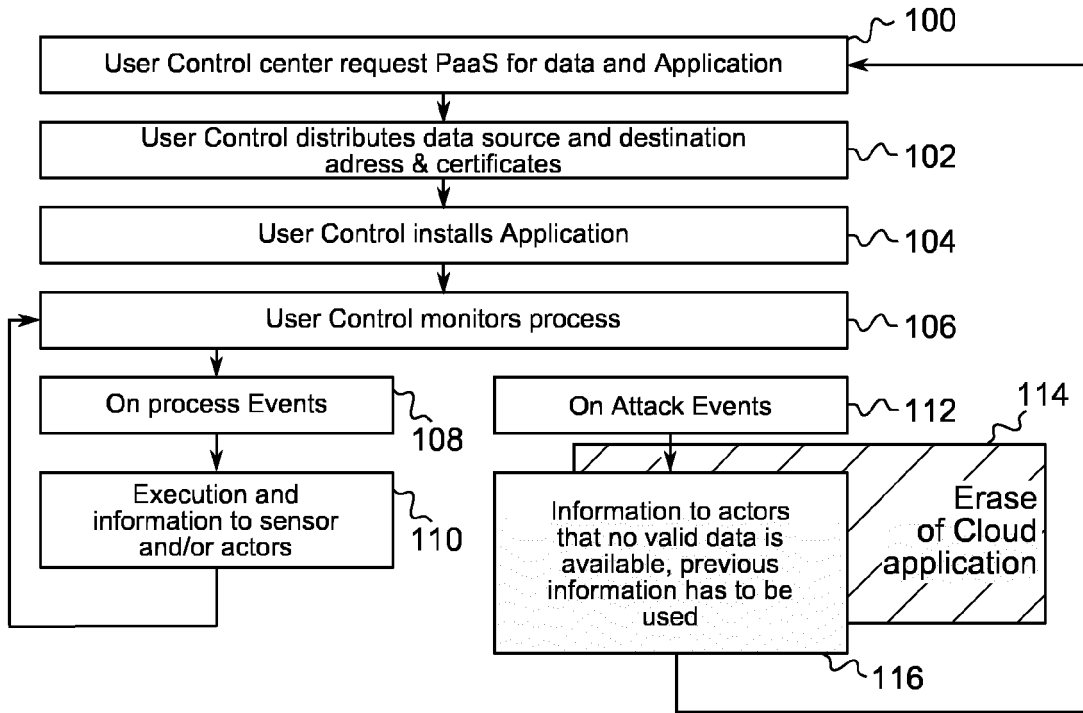 100
User Control center request PaaS for data and Application
User Control distributes data source and destination
adress & certificates
102
User Control installs Application
104
User Control monitors process
106
On process Events
108
On Attack Events
112
114
Execution and
information to sensor
and/or actors
110
Information to actors
that no valid data is
available, previous
information has to be
used
Erase
of Cloud
application
116